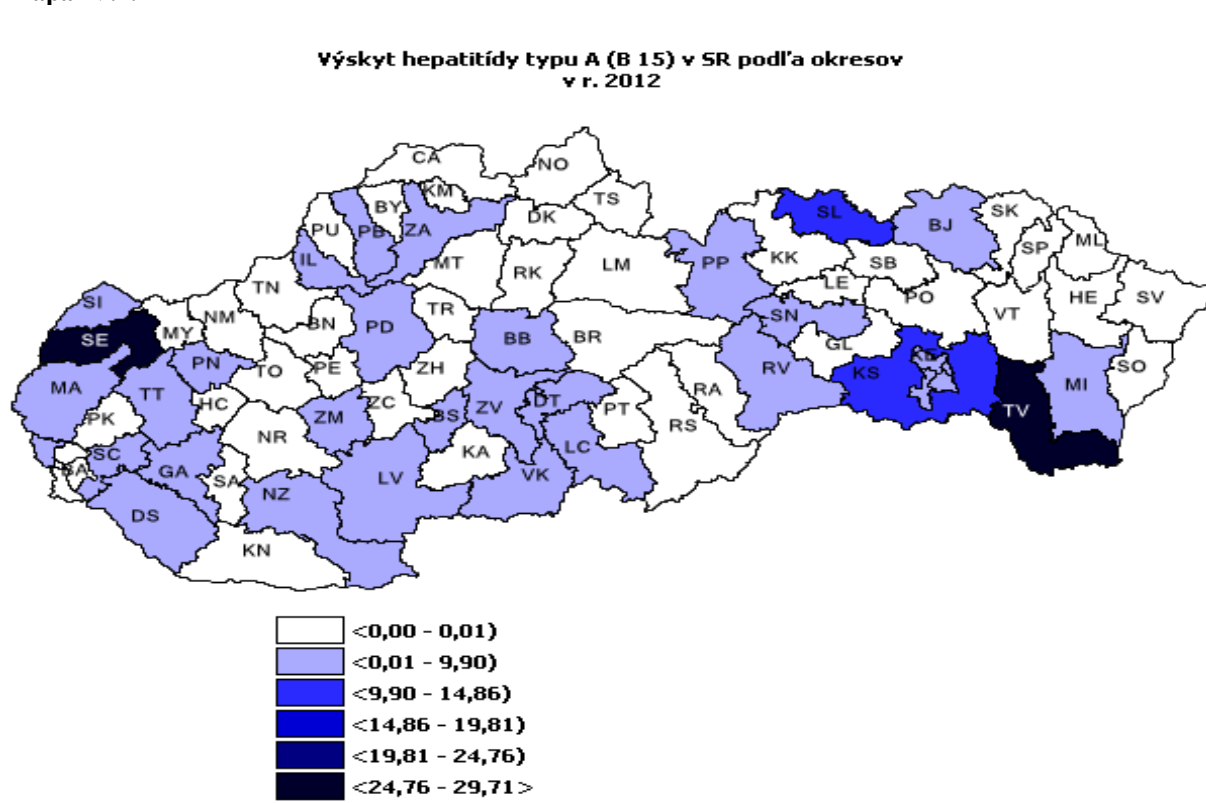 Výskyt hepatitídy typu A (B 15) v SR podľa okresov
v r. 2012
CA
NO
KM
TS
BY
DK
PU
PB
ZA
SL
BJ
SK
SP
ML
IL
MT
RK
LM
PP
KK
SB
TN
LE
PO
HE
SV
SI
NM
BN
TR
SN
VT
MY
PD
SE
BB
BR
GL
KE
PN
TO
PE
ZH
RV
KS
SO
MA
TT
HC
ZC
DT
RA
MI
PK
ZM
BS
ZV
PT
TV
NR
RS
SC
KA
LC
BA
GA
SA
LV
VK
NZ
DS
KN
<0,00 - 0,01)
<0,01 - 9,90)
<9,90 - 14,86)
<14,86 - 19,81)
<19,81 - 24,76)
<24,76 - 29,71>